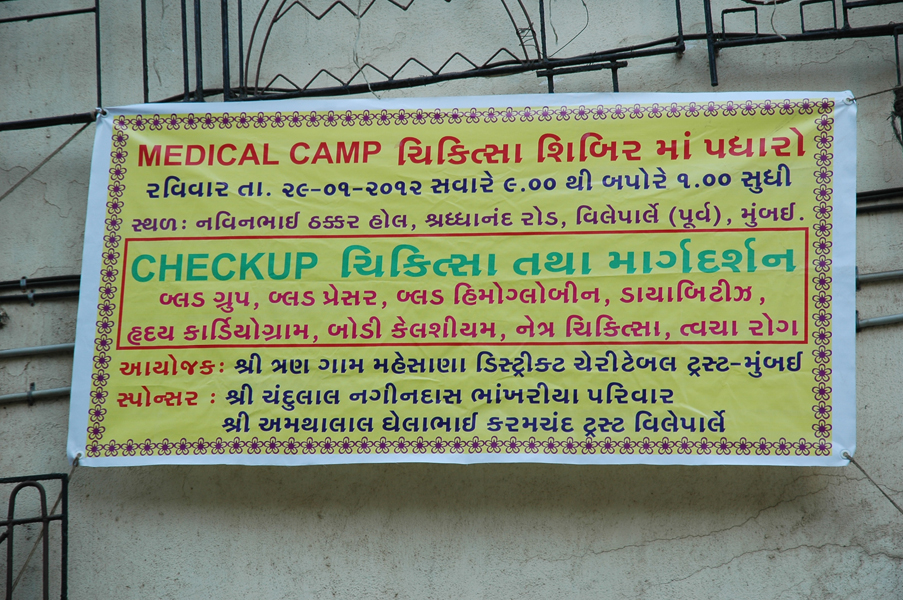 MEDICAL CAMP ચિકિત્સા શિબિર માં પધારો
રવિવાર તા. ૨૯-૦૧-૨૦૧૨ સવારે ૯.૦૦ થી બપોરે ૧.૦૦ સુધી
સ્થળઃ નવિનભાઈ ઠક્કર હોલ, શ્રધ્ધાનંદ રોડ, વિલેપાર્લે (પૂર્વ), મુંબઈ.
CHECKUP ચિકિત્સા તથા માર્ગદર્શન
બ્લડ ગ્રુપ, બ્લડ પ્રેસર, બ્લડ હિમોગ્લોબીન, ડાયાબિટીઝ,
હૃદય કાર્ડિયોગ્રામ, બોડી કેલશીયમ, નેત્ર ચિકિત્સા, ત્વચા રોગ
આયોજકઃ શ્રી ત્રણ ગામ મહેસાણા ડિસ્ટ્રીકટ ચેરીટેબલ ટ્રસ્ટ-મુંબઈ
સ્પોન્સર : શ્રી ચંદુલાલ નગીનદાસ ભાંખરીયા પરિવાર
શ્રી અમથાલાલ ઘેલાભાઈ કરમચંદ ટ્રસ્ટ વિલેપાર્લે